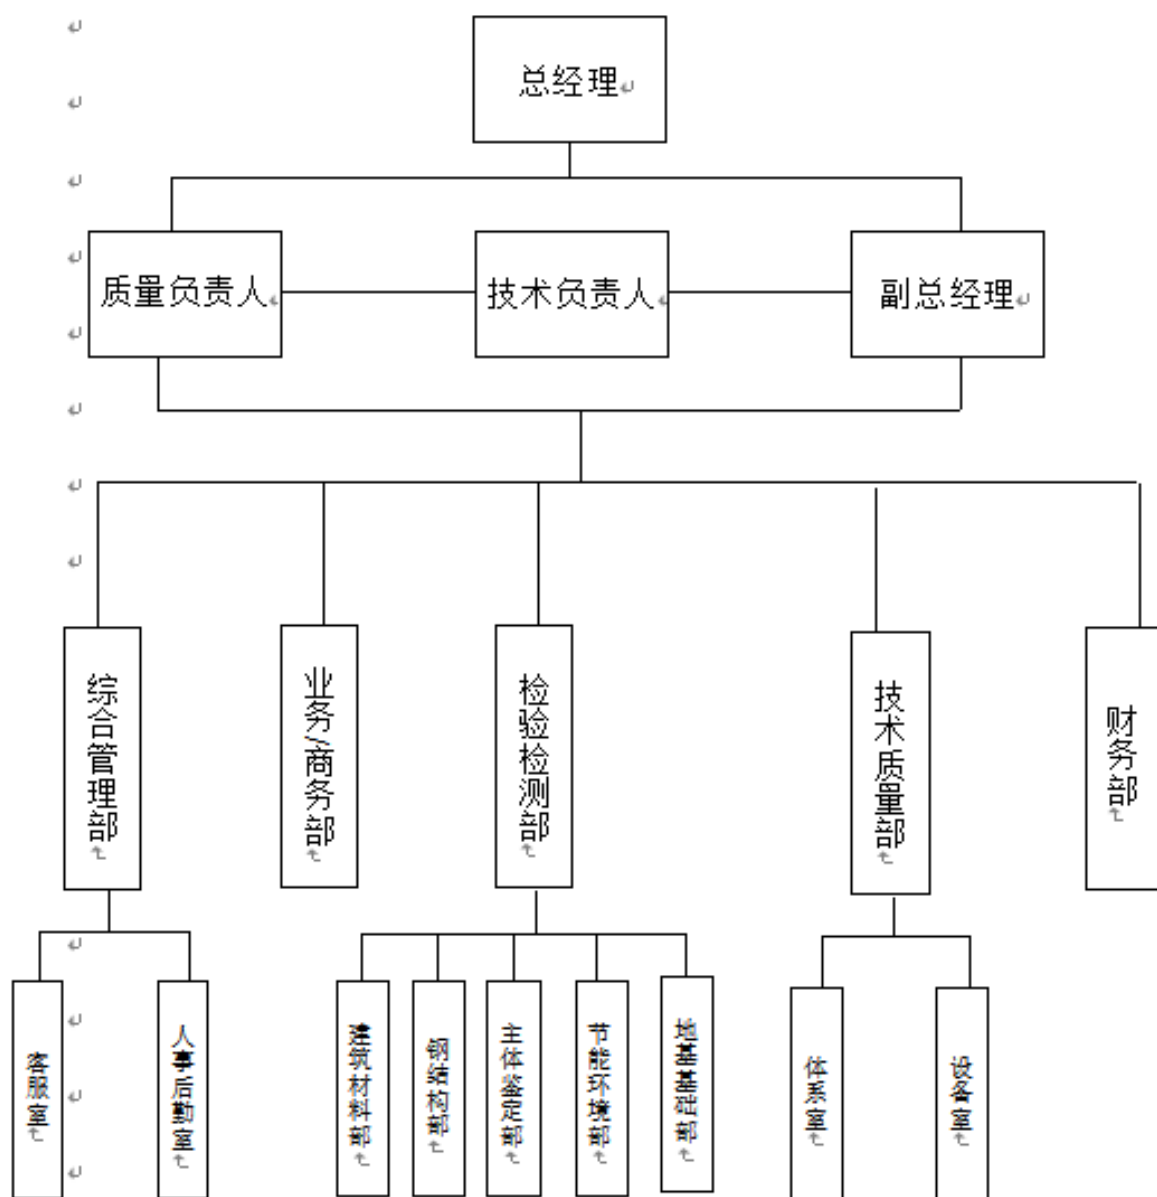 总经理
质量负责人
技术负责人
副总经理
综合管理部
业务/商务部
检验检测部
技术质量部
财务部
客服室
人事后勤室
建筑材料部
钢结构部
主体鉴定部
节能环境部
地基基础部
体系室
设备室